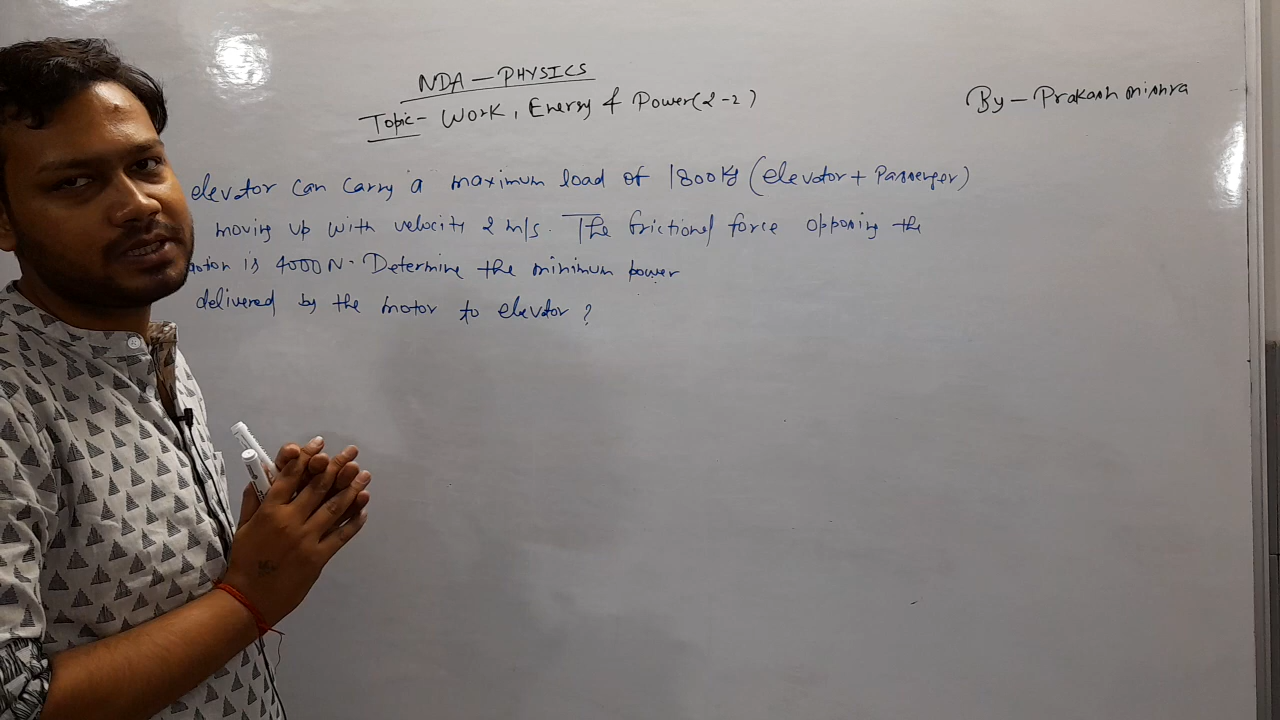 NDA - PHYSICS
Topic - Work, Energy & Power (2-2)
By - Prakash mishra
elevator can carry a maximum load of 1800 kg (elevator + Passenger)
moving up with velocity 2 m/s. The frictional force opposing the
is 4000 N. Determine the minimum power
delivered by the motor to elevator ?